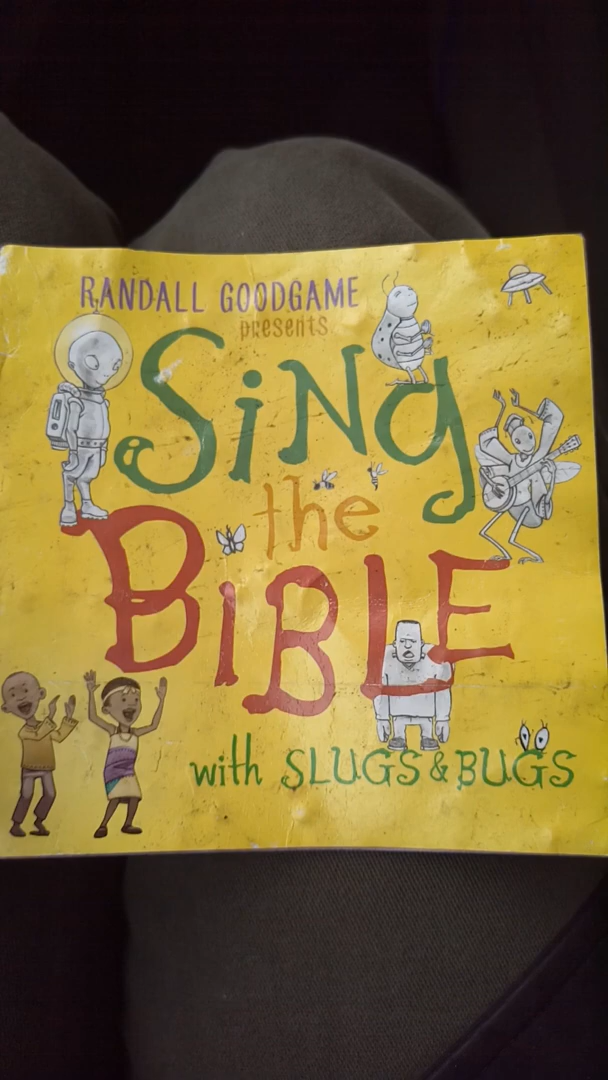 RANDALL GOODGAME
presents
SiNg
the
BiBLE
with SLUGS & BUGS